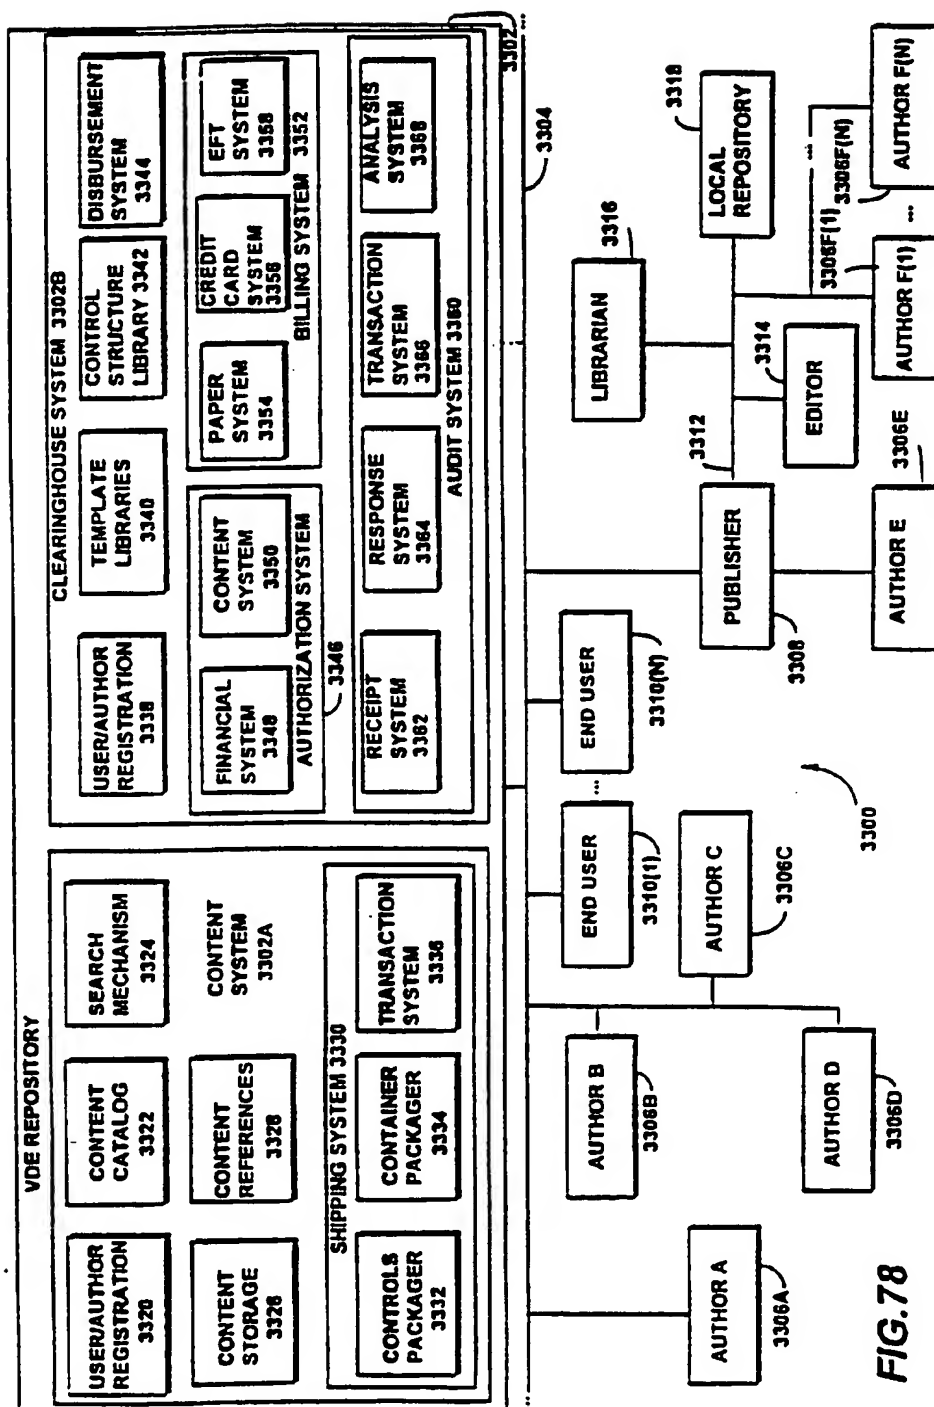 VDE REPOSITORY
USER/AUTHOR
REGISTRATION
3320
CONTENT
CATALOG
3322
SEARCH
MECHANISM
3324
CONTENT
STORAGE
3326
CONTENT
REFERENCES
3328
CONTENT
SYSTEM
3302A
SHIPPING SYSTEM 3330
CONTROLS
PACKAGER
3332
CONTAINER
PACKAGER
3334
TRANSACTION
SYSTEM
3336
CLEARINGHOUSE SYSTEM 3302B
USER/AUTHOR
REGISTRATION
3338
TEMPLATE
LIBRARIES
3340
CONTROL
STRUCTURE
LIBRARY 3342
DISBURSEMENT
SYSTEM
3344
FINANCIAL
SYSTEM
3348
CONTENT
SYSTEM
3350
AUTHORIZATION SYSTEM
3346
PAPER
SYSTEM
3354
CREDIT
CARD
SYSTEM
3356
EFT
SYSTEM
3358
BILLING SYSTEM
3352
RECEIPT
SYSTEM
3362
RESPONSE
SYSTEM
3364
TRANSACTION
SYSTEM
3366
ANALYSIS
SYSTEM
3368
AUDIT SYSTEM 3360
3302
3304
AUTHOR A
3306A
AUTHOR B
3306B
AUTHOR C
3306C
AUTHOR D
3306D
END USER
3310(1)
...
END USER
3310(N)
PUBLISHER
3308
AUTHOR E
3306E
3312
EDITOR
3314
LIBRARIAN
3316
LOCAL
REPOSITORY
3318
AUTHOR F(1)
3306F(1)
...
AUTHOR F(N)
3306F(N)
3300
FIG.78